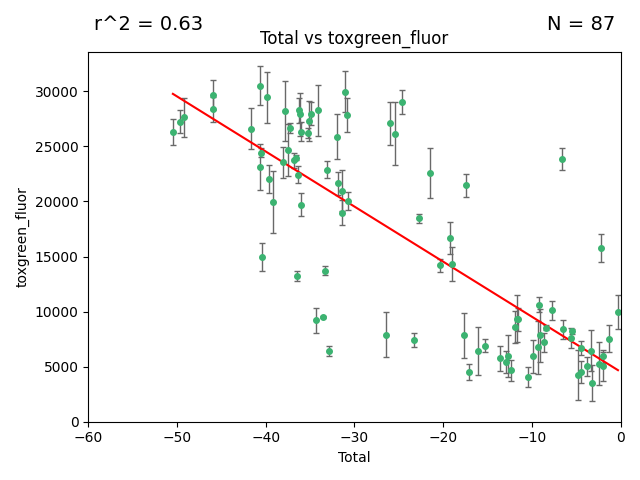 r^2 = 0.63
N = 87
Total vs toxgreen_fluor
toxgreen_fluor
30000
25000
20000
15000
10000
5000
0
−60
−50
−40
−30
−20
−10
0
Total